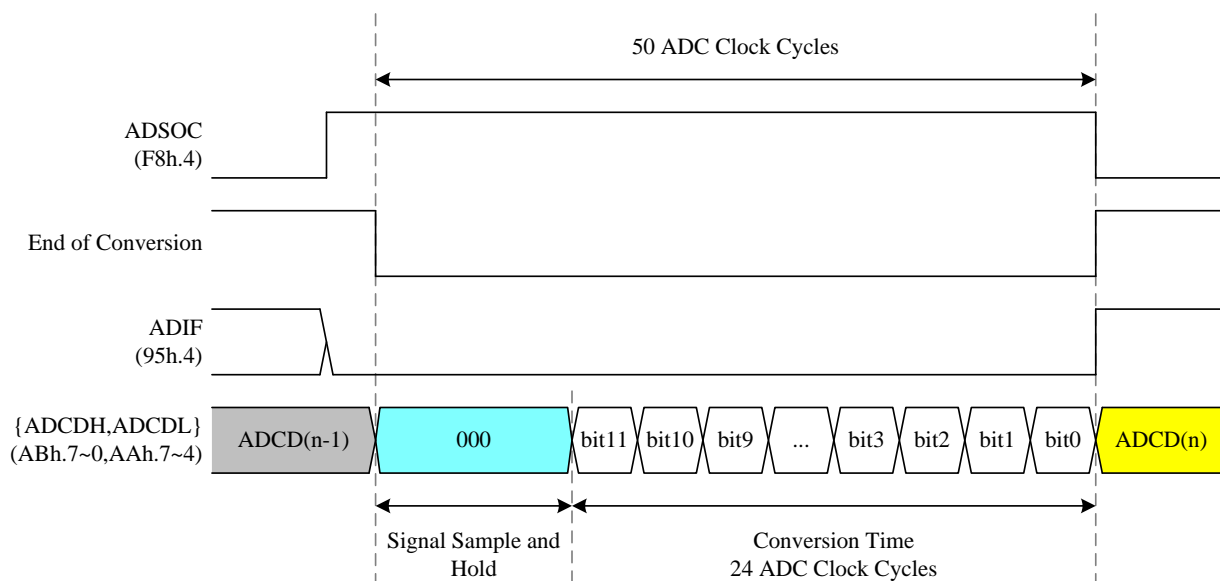 50 ADC Clock Cycles
ADSOC
(F8h.4)
End of Conversion
ADIF
(95h.4)
{ADCDH,ADCDL}
(ABh.7~0,AAh.7~4)
ADCD(n-1) 000 bit11 bit10 bit9 ... bit3 bit2 bit1 bit0 ADCD(n)
Signal Sample and
Hold
Conversion Time
24 ADC Clock Cycles